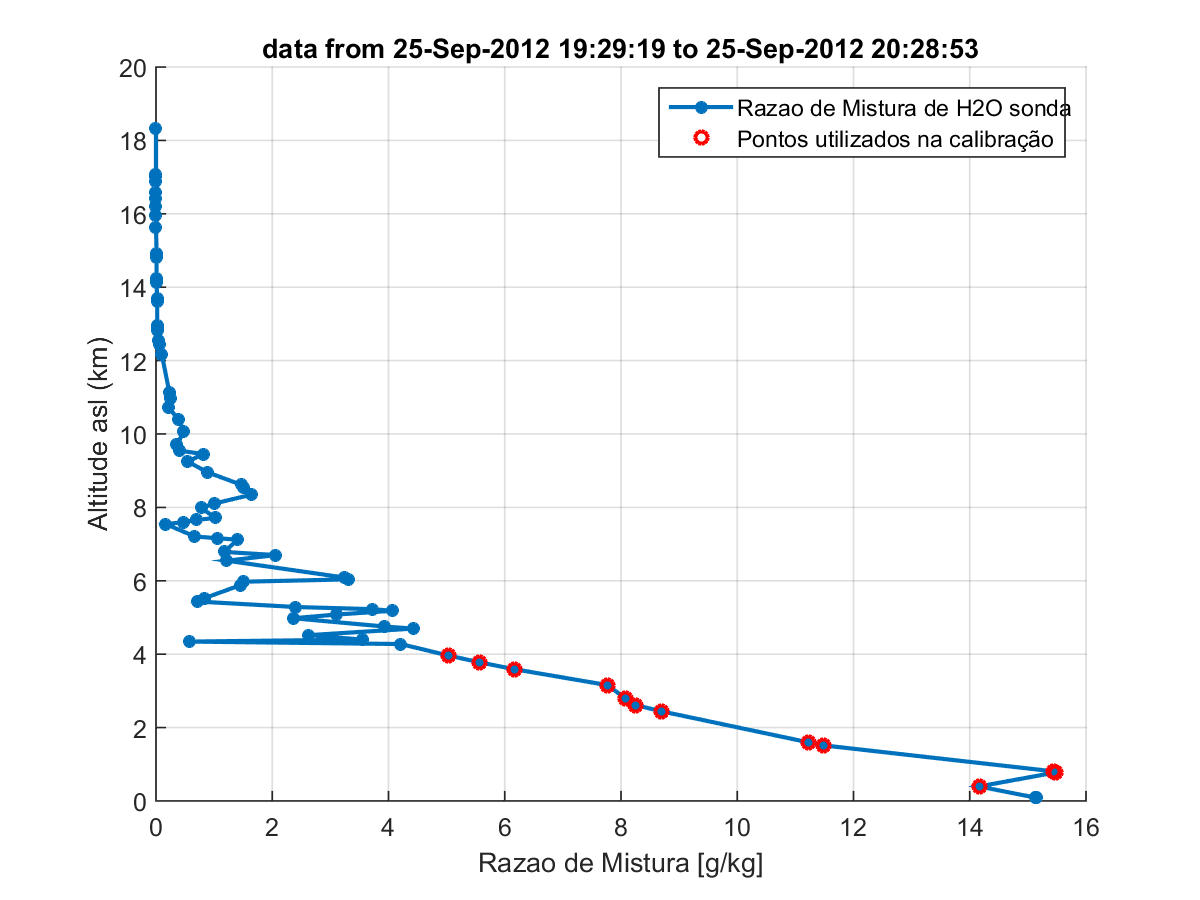 data from 25-Sep-2012 19:29:19 to 25-Sep-2012 20:28:53
Razao de Mistura de H2O sonda
Pontos utilizados na calibração
Altitude asl (km)
20
18
16
14
12
10
8
6
4
2
0
0 2 4 6 8 10 12 14 16
Razao de Mistura [g/kg]